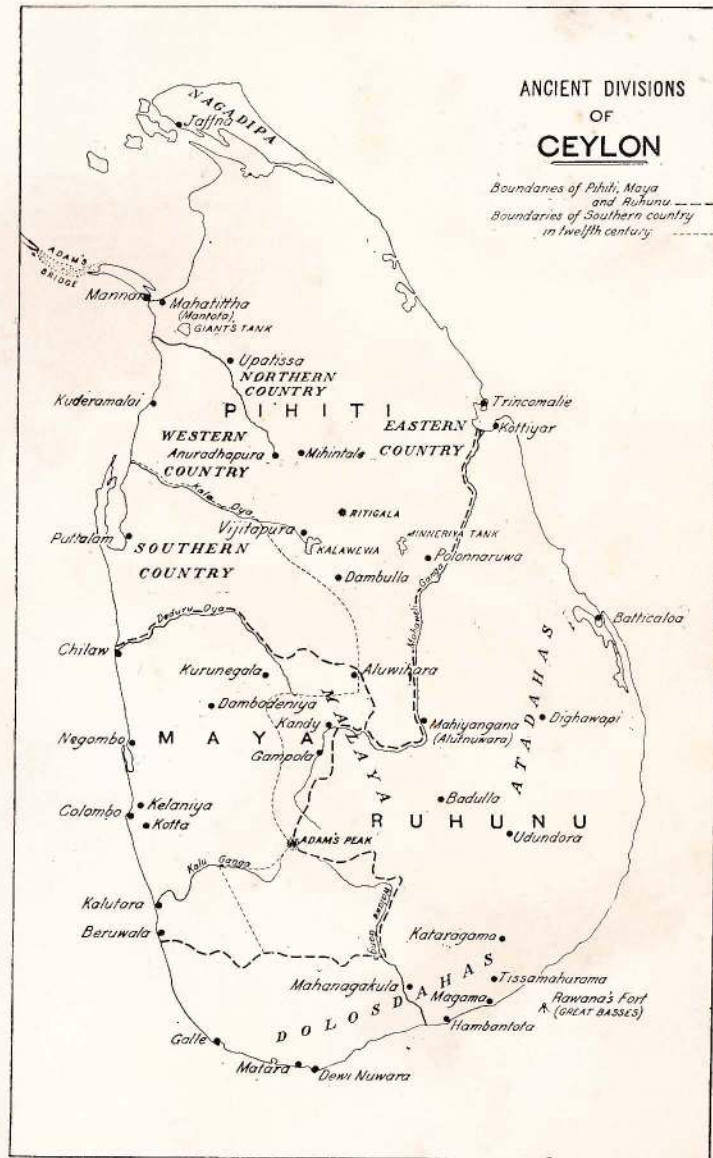 ANCIENT DIVISIONS
OF
CEYLON
Boundaries of Pihiti, Maya
and Ruhunu
Boundaries of Southern country
in twelfth century
NAGADIPA
Jaffna
ADAM'S
BRIDGE
Mannar
Mahatittha
(Mantota)
GIANTS TANK
Upatissa
NORTHERN
COUNTRY
Kuderamalai
PIHITI
Trincomalie
EASTERN
COUNTRY
Kottiyar
WESTERN
COUNTRY
Anuradhapura
Mihintale
Kala Oya
RITIGALA
Vijitapura
KALAWEWA
MINNERIYA TANK
Puttalam
SOUTHERN
COUNTRY
Polonnaruwa
Dambulla
Mahaweli Ganga
Batticaloa
Deduru Oya
Chilaw
Kurunegala
Aluwihara
Dambadeniya
MALAYA
ATADAHAS
Kandy
Mahiyangana
(Alutnuwara)
Dighawapi
Negombo
MAYA
Gampola
Badulla
Colombo
Kelaniya
Kotta
RUHUNU
Udundora
ADAM'S PEAK
Kalu Ganga
Kalutara
Beruwala
Walawe Ganga
Kataragama
Mahanagakula
Tissamahurama
Magama
Rawana's Fort
(GREAT BASSES)
DOLOSDAHAS
Hambantota
Galle
Matara
Dewi Nuwara